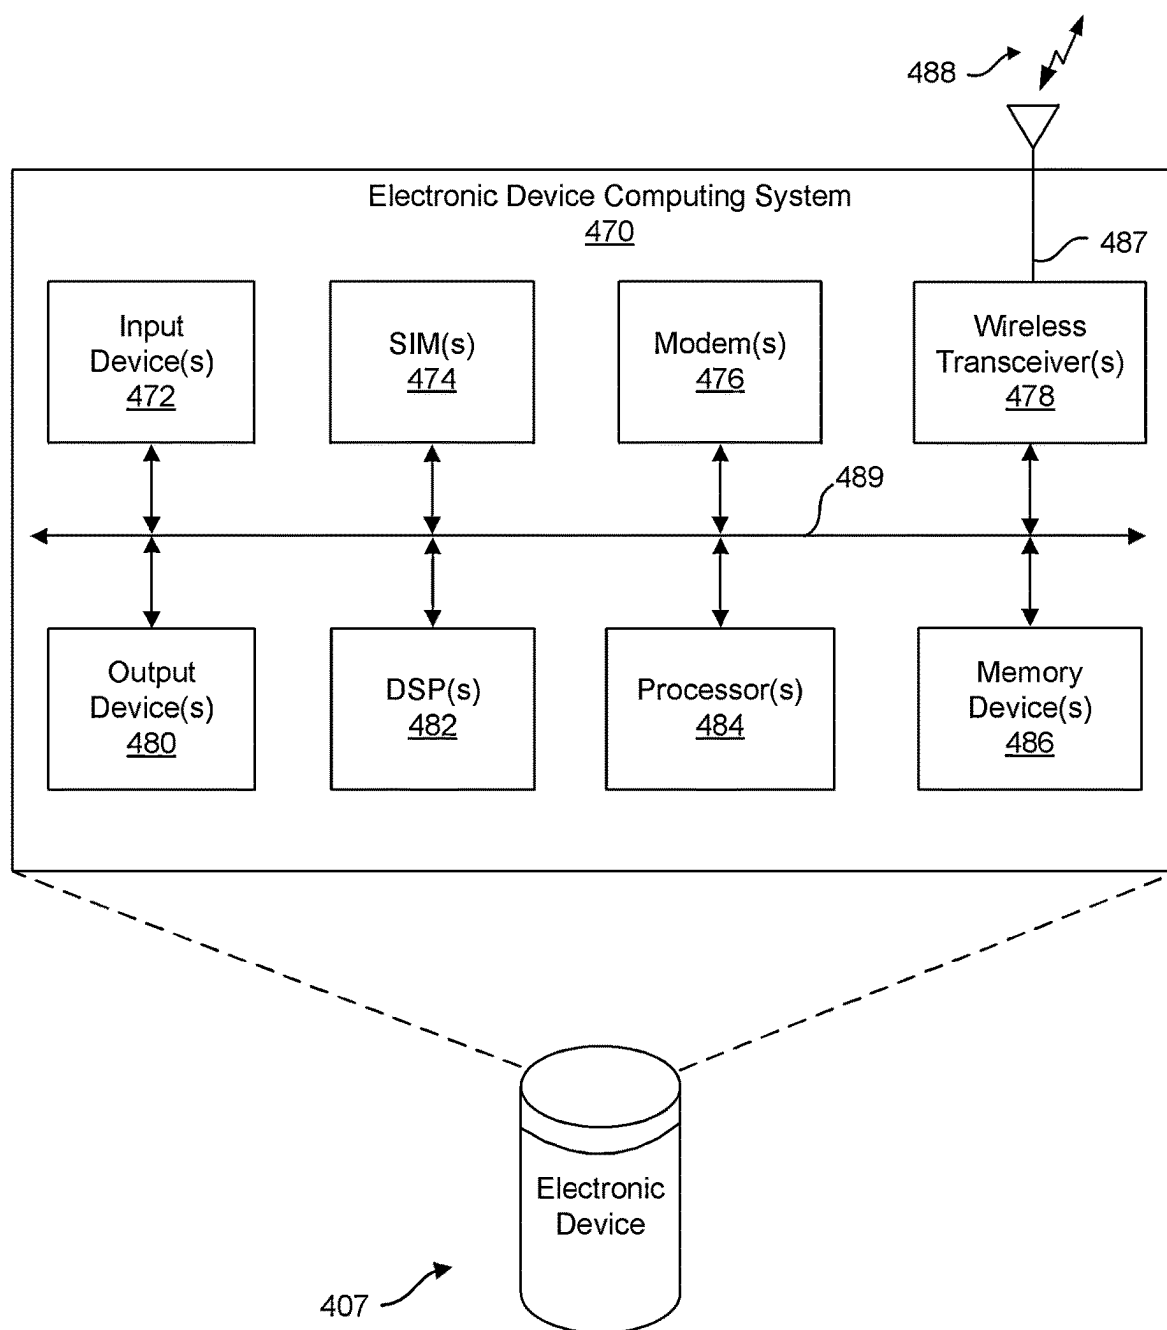 488
Electronic Device Computing System
470
487
Input
Device(s)
472
SIM(s)
474
Modem(s)
476
Wireless
Transceiver(s)
478
489
Output
Device(s)
480
DSP(s)
482
Processor(s)
484
Memory
Device(s)
486
Electronic
Device
407